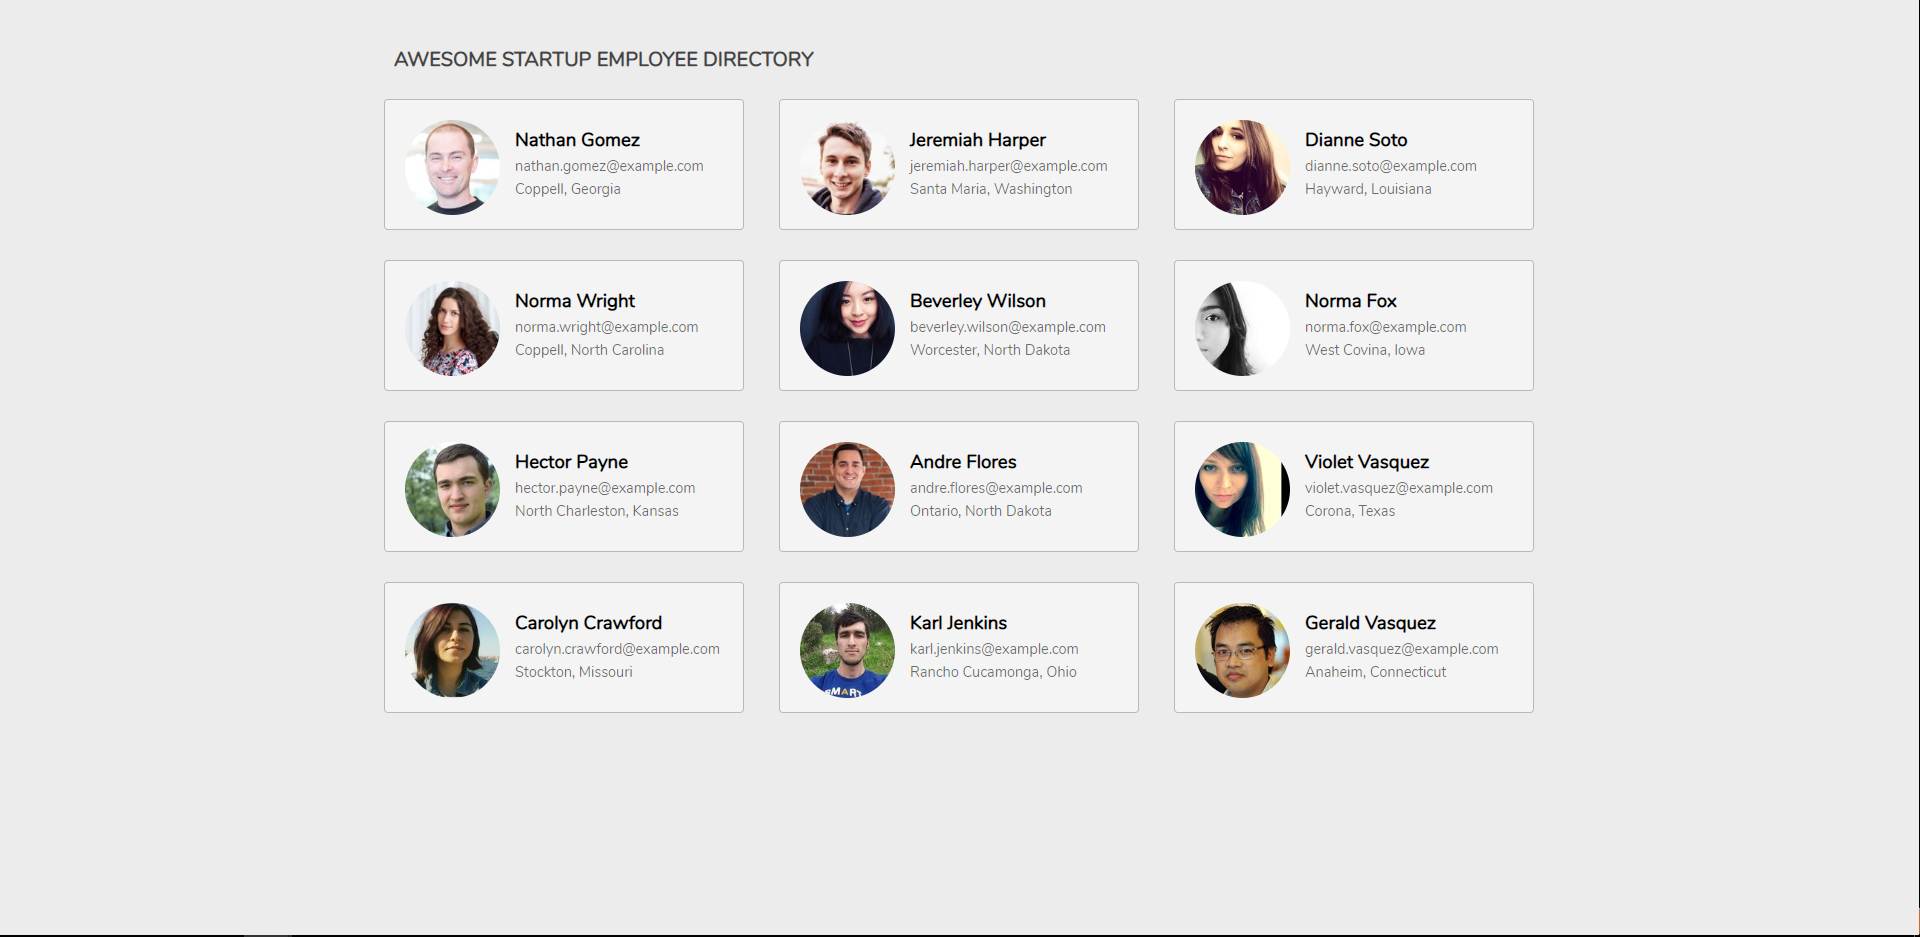 AWESOME STARTUP EMPLOYEE DIRECTORY
Nathan Gomez
nathan.gomez@example.com
Coppell, Georgia
Jeremiah Harper
jeremiah.harper@example.com
Santa Maria, Washington
Dianne Soto
dianne.soto@example.com
Hayward, Louisiana
Norma Wright
norma.wright@example.com
Coppell, North Carolina
Beverley Wilson
beverley.wilson@example.com
Worcester, North Dakota
Norma Fox
norma.fox@example.com
West Covina, Iowa
Hector Payne
hector.payne@example.com
North Charleston, Kansas
Andre Flores
andre.flores@example.com
Ontario, North Dakota
Violet Vasquez
violet.vasquez@example.com
Corona, Texas
Carolyn Crawford
carolyn.crawford@example.com
Stockton, Missouri
Karl Jenkins
karl.jenkins@example.com
Rancho Cucamonga, Ohio
SMART
Gerald Vasquez
gerald.vasquez@example.com
Anaheim, Connecticut